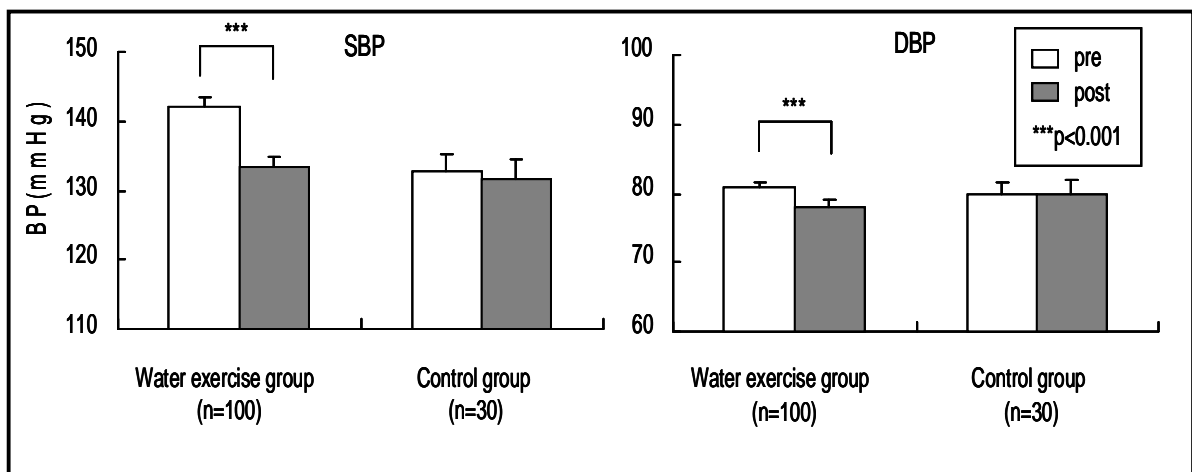 SBP
150
140
130
120
110
BP(mmHg)
***
Water exercise group
(n=100)
Control group
(n=30)
DBP
100
90
80
70
60
***
Water exercise group
(n=100)
Control group
(n=30)
pre
post
***p<0.001